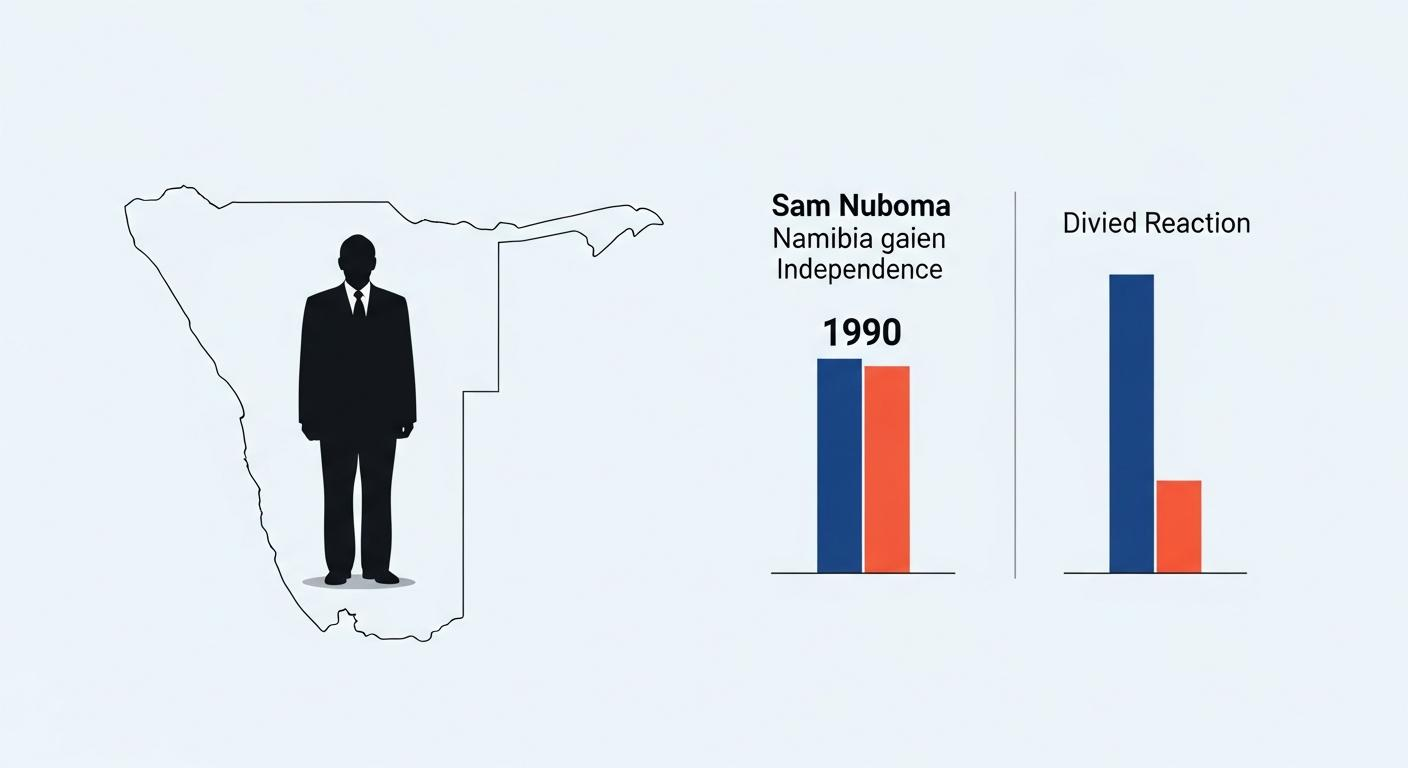 Sam Nuboma
Namibia gaien
Independence
1990
Divied Reaction